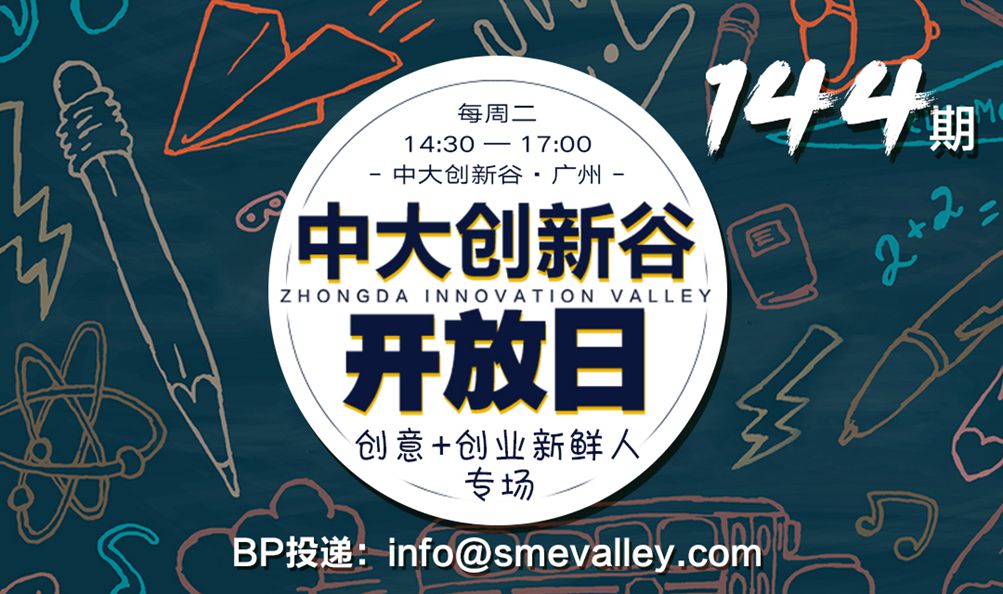 144期
每周二
14:30 — 17:00
- 中大创新谷·广州 -
中大创新谷
ZHONGDA INNOVATION VALLEY
开放日
创意+创业新鲜人
专场
2+2=
BP投递：info@smevalley.com